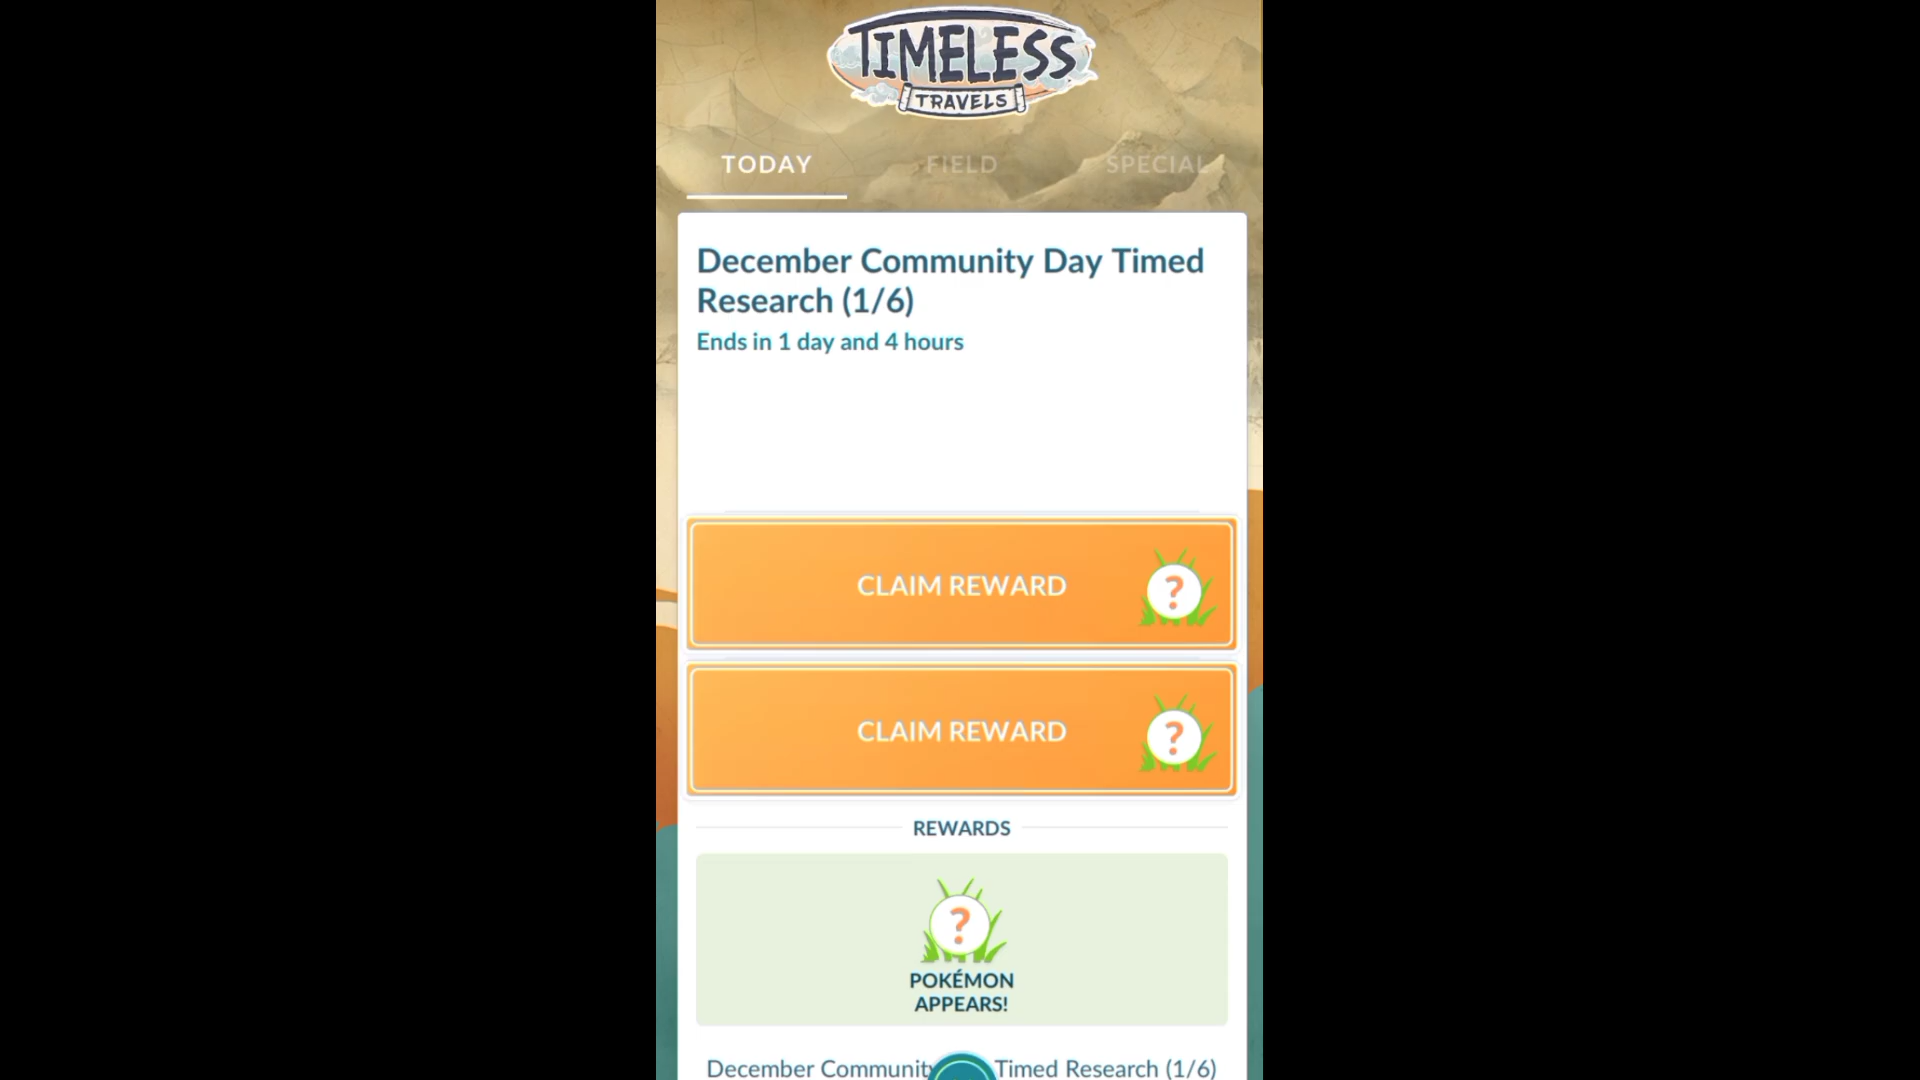 TIMELESS
TRAVELS
TODAY FIELD SPECIAL
December Community Day Timed
Research (1/6)
Ends in 1 day and 4 hours
CLAIM REWARD
?
CLAIM REWARD
?
REWARDS
?
POKÉMON
APPEARS!
December Community Timed Research (1/6)